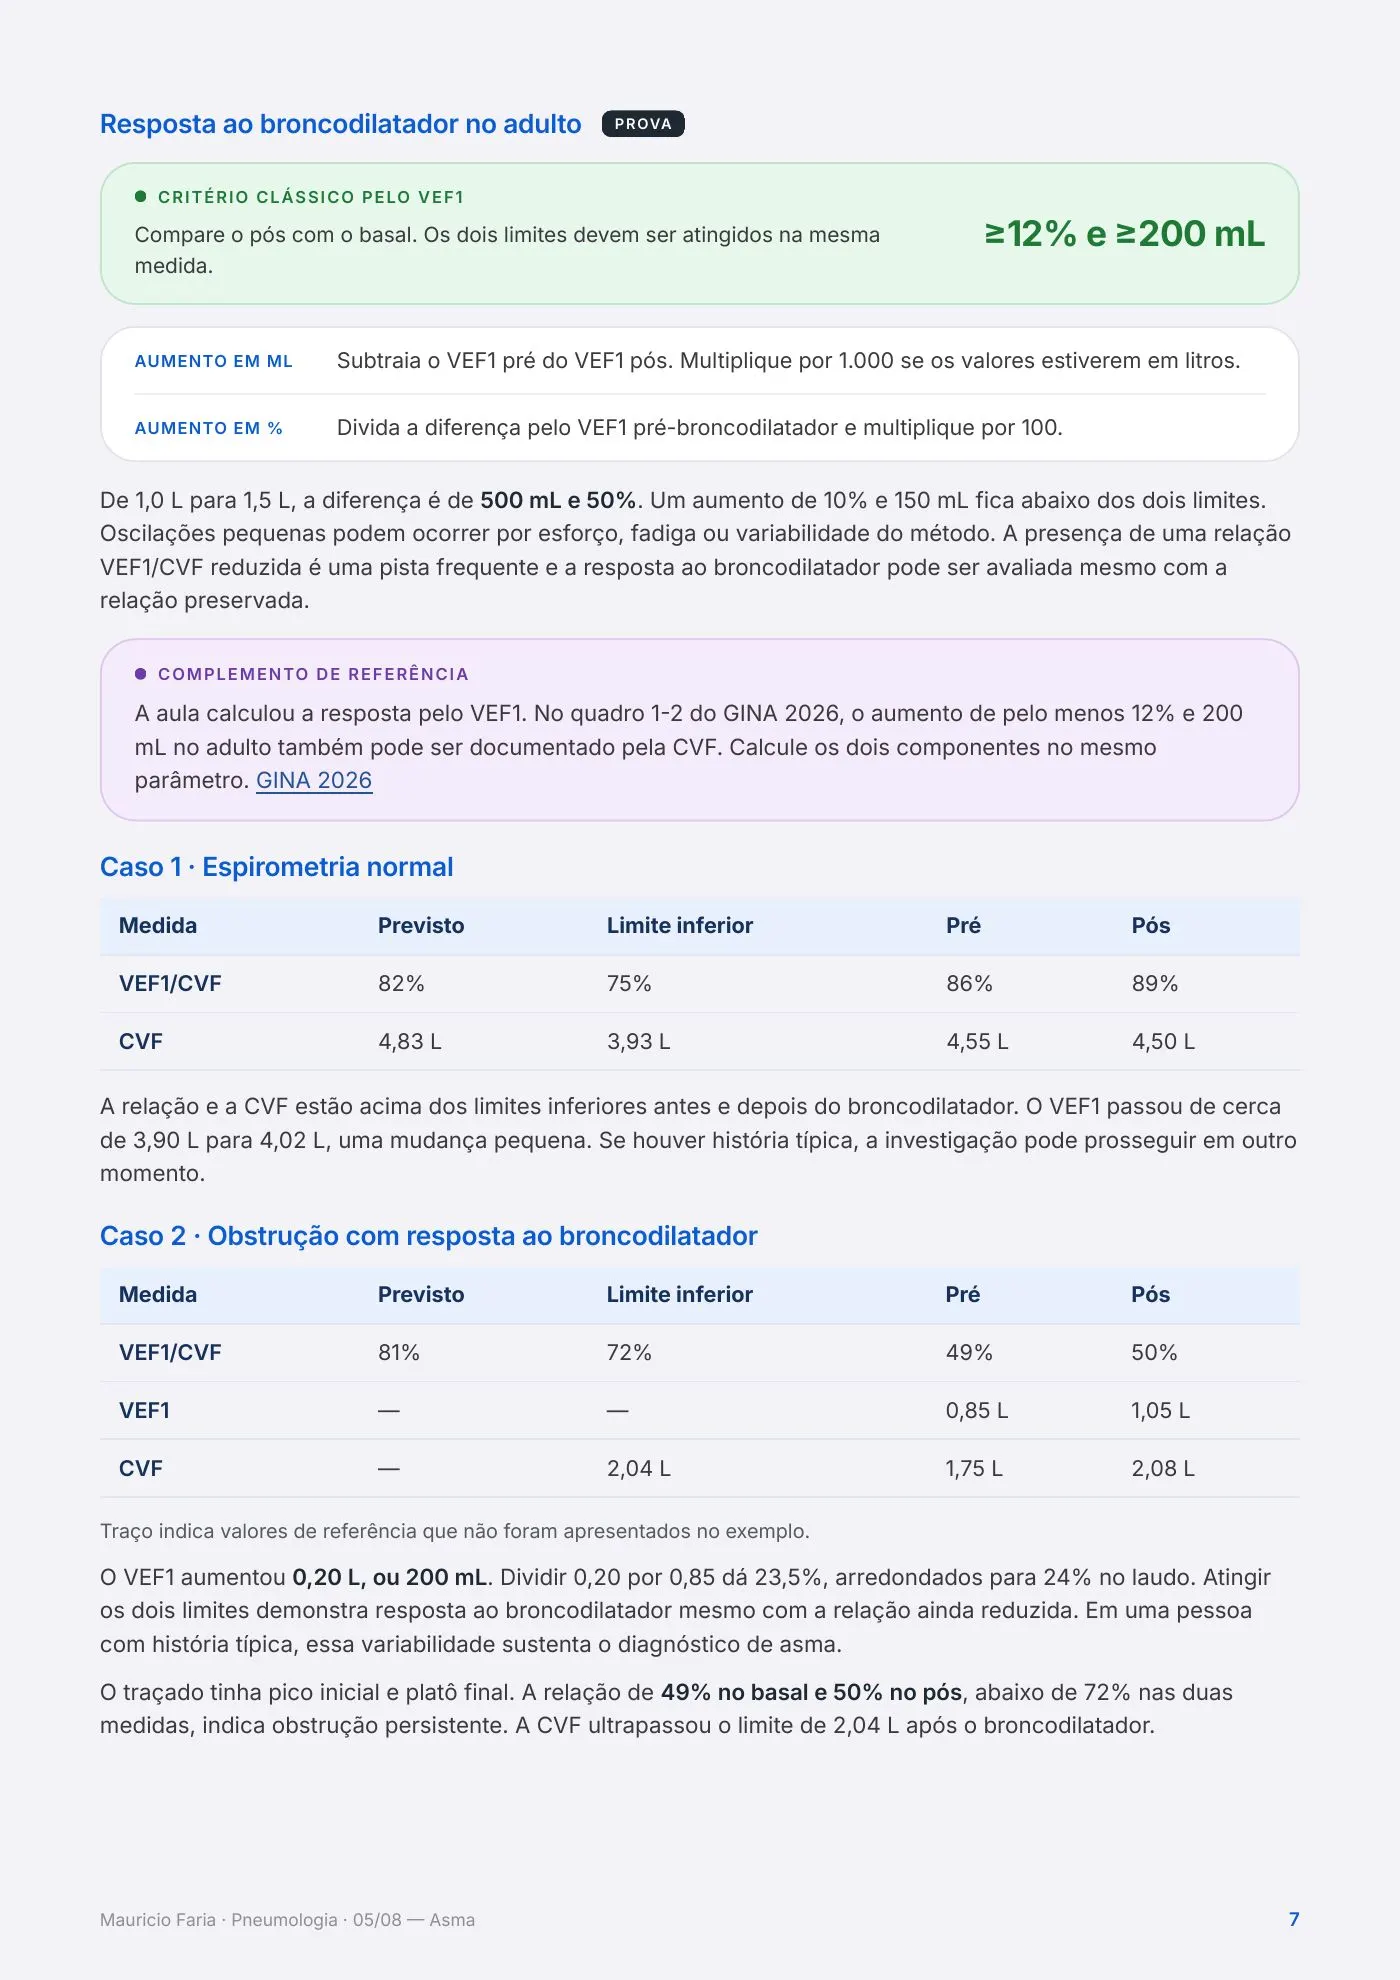 Resposta ao broncodilatador no adulto PROVA
CRITÉRIO CLÁSSICO PELO VEF1
Compare o pós com o basal. Os dois limites devem ser atingidos na mesma
medida.
≥12% e ≥200 mL
AUMENTO EM ML Subtraia o VEF1 pré do VEF1 pós. Multiplique por 1.000 se os valores estiverem em litros.
AUMENTO EM % Divida a diferença pelo VEF1 pré-broncodilatador e multiplique por 100.
De 1,0 L para 1,5 L, a diferença é de 500 mL e 50%. Um aumento de 10% e 150 mL fica abaixo dos dois limites.
Oscilações pequenas podem ocorrer por esforço, fadiga ou variabilidade do método. A presença de uma relação
VEF1/CVF reduzida é uma pista frequente e a resposta ao broncodilatador pode ser avaliada mesmo com a
relação preservada.
COMPLEMENTO DE REFERÊNCIA
A aula calculou a resposta pelo VEF1. No quadro 1-2 do GINA 2026, o aumento de pelo menos 12% e 200
mL no adulto também pode ser documentado pela CVF. Calcule os dois componentes no mesmo
parâmetro. GINA 2026
Caso 1 · Espirometria normal
Medida Previsto Limite inferior Pré Pós
VEF1/CVF 82% 75% 86% 89%
CVF 4,83 L 3,93 L 4,55 L 4,50 L
A relação e a CVF estão acima dos limites inferiores antes e depois do broncodilatador. O VEF1 passou de cerca
de 3,90 L para 4,02 L, uma mudança pequena. Se houver história típica, a investigação pode prosseguir em outro
momento.
Caso 2 · Obstrução com resposta ao broncodilatador
Medida Previsto Limite inferior Pré Pós
VEF1/CVF 81% 72% 49% 50%
VEF1 — — 0,85 L 1,05 L
CVF — 2,04 L 1,75 L 2,08 L
Traço indica valores de referência que não foram apresentados no exemplo.
O VEF1 aumentou 0,20 L, ou 200 mL. Dividir 0,20 por 0,85 dá 23,5%, arredondados para 24% no laudo. Atingir
os dois limites demonstra resposta ao broncodilatador mesmo com a relação ainda reduzida. Em uma pessoa
com história típica, essa variabilidade sustenta o diagnóstico de asma.
O traçado tinha pico inicial e platô final. A relação de 49% no basal e 50% no pós, abaixo de 72% nas duas
medidas, indica obstrução persistente. A CVF ultrapassou o limite de 2,04 L após o broncodilatador.
Mauricio Faria · Pneumologia · 05/08 — Asma 7